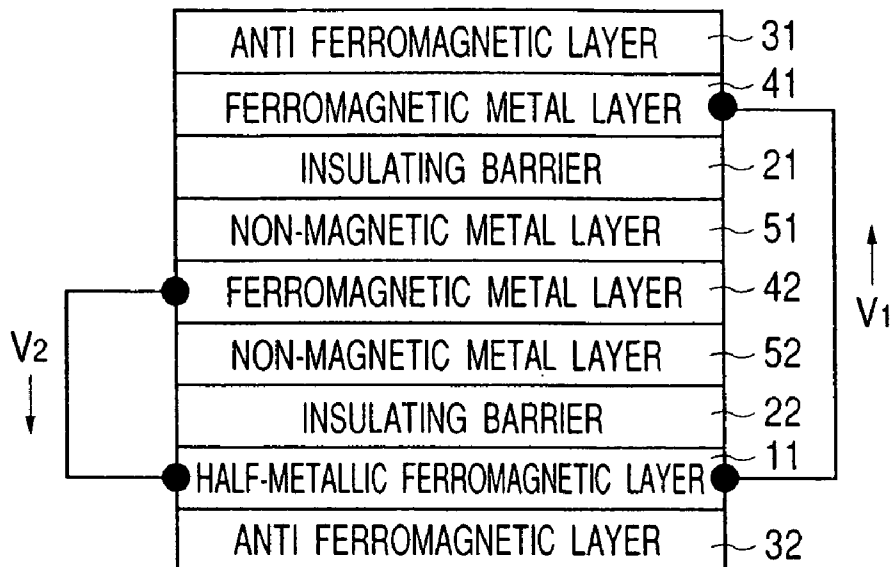 ANTI FERROMAGNETIC LAYER 31
FERROMAGNETIC METAL LAYER 41
INSULATING BARRIER 21
NON-MAGNETIC METAL LAYER 51
FERROMAGNETIC METAL LAYER 42
V1
V2
NON-MAGNETIC METAL LAYER 52
INSULATING BARRIER 22
HALF-METALLIC FERROMAGNETIC LAYER 11
ANTI FERROMAGNETIC LAYER 32